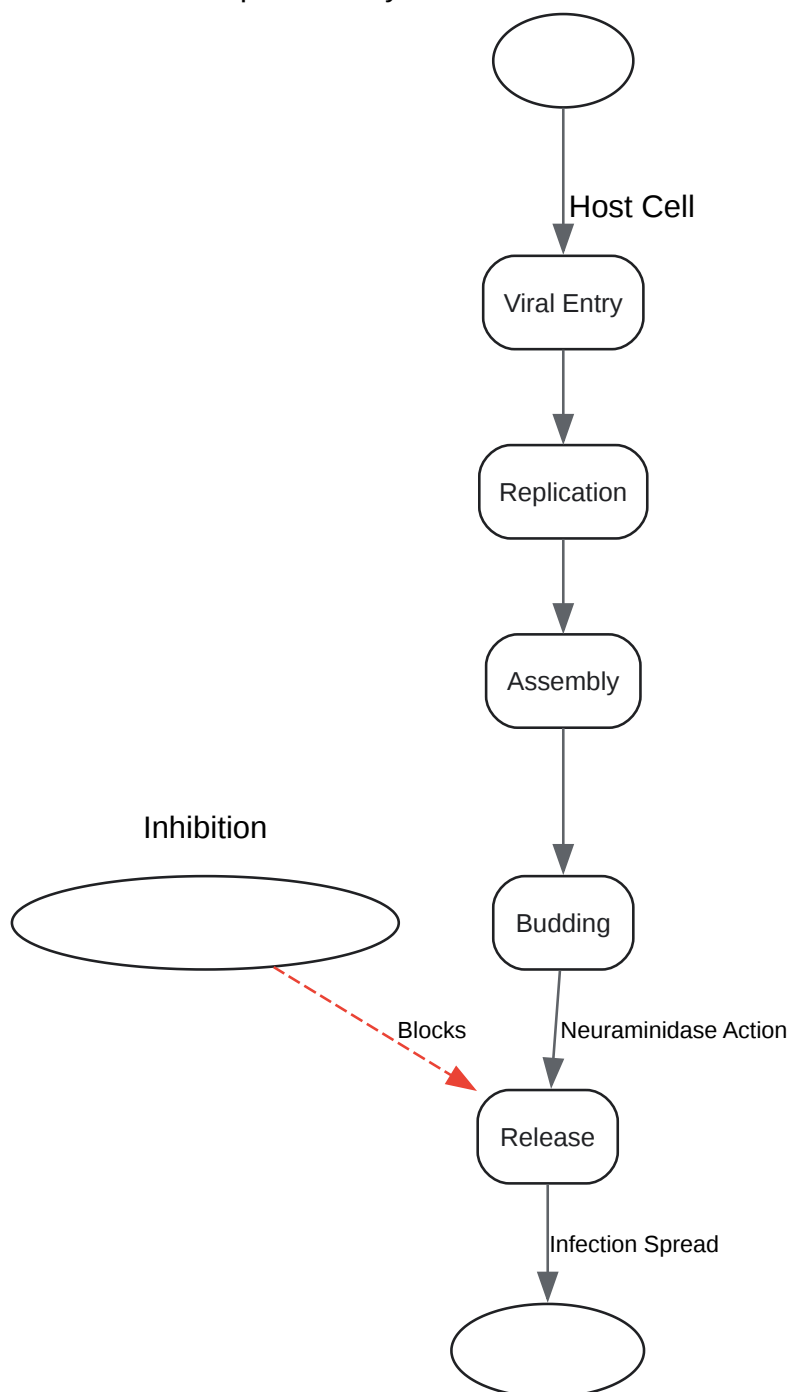 Host Cell
Viral Entry
Replication
Assembly
Inhibition
Budding
Blocks
Neuraminidase Action
Release
Infection Spread